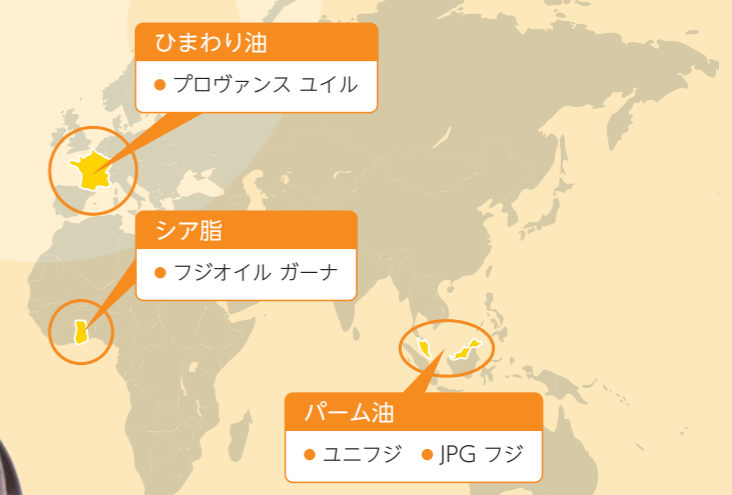 ひまわり油
● プロヴァンス ユイル
シア脂
● フジオイル ガーナ
パーム油
● ユニフジ ● JPG フジ